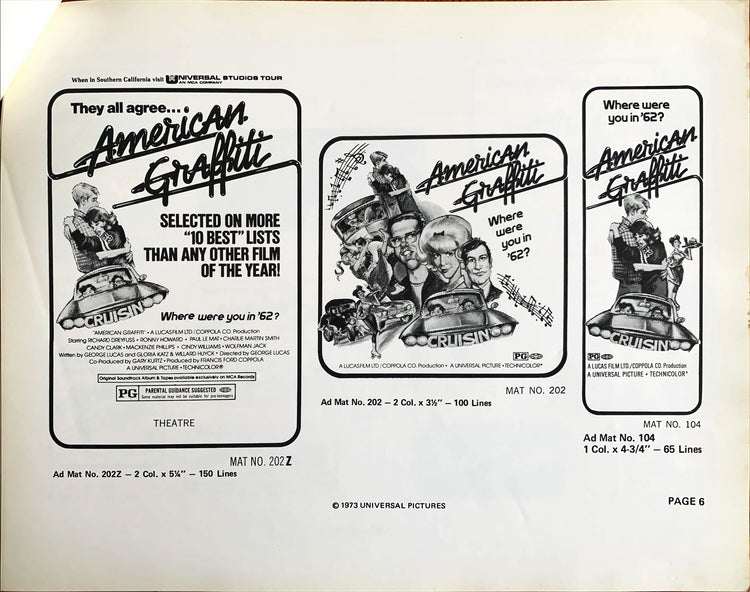 When in Southern California visit UNIVERSAL STUDIOS TOUR
AN MCA COMPANY
They all agree...
American
Graffiti
SELECTED ON MORE
"10 BEST" LISTS
THAN ANY OTHER FILM
OF THE YEAR!
CRUISIN'
Where were you in '62?
"AMERICAN GRAFFITI" • A LUCASFILM LTD./COPPOLA CO. Production
Starring RICHARD DREYFUSS • RONNY HOWARD • PAUL LE MAT • CHARLIE MARTIN SMITH
CANDY CLARK • MACKENZIE PHILLIPS • CINDY WILLIAMS • WOLFMAN JACK
Written by GEORGE LUCAS and GLORIA KATZ & WILLARD HUYCK • Directed by GEORGE LUCAS
Co-Produced by GARY KURTZ • Produced by FRANCIS FORD COPPOLA
A UNIVERSAL PICTURE • TECHNICOLOR®
Original Soundtrack Album & Tapes available exclusively on MCA Records
PG PARENTAL GUIDANCE SUGGESTED
Some material may not be suitable for pre-teenagers
THEATRE
MAT NO. 202Z
Ad Mat No. 202Z — 2 Col. x 5¼" — 150 Lines
American
Graffiti
Where
were
you in
'62?
CRUISIN'
PG
A LUCASFILM LTD./COPPOLA CO. Production • A UNIVERSAL PICTURE • TECHNICOLOR®
MAT NO. 202
Ad Mat No. 202 — 2 Col. x 3½" — 100 Lines
Where were
you in '62?
American
Graffiti
CRUISIN'
PG
A LUCAS FILM LTD./COPPOLA CO. Production
A UNIVERSAL PICTURE • TECHNICOLOR®
MAT NO. 104
Ad Mat No. 104
1 Col. x 4-3/4" — 65 Lines
© 1973 UNIVERSAL PICTURES
PAGE 6